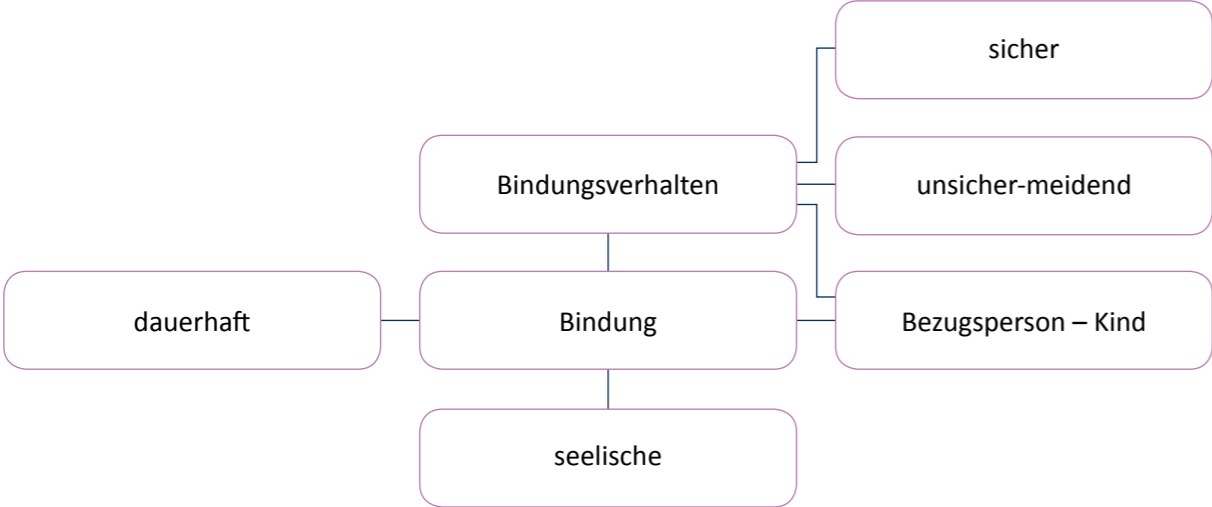 sicher
Bindungsverhalten
unsicher-meidend
dauerhaft
Bindung
Bezugsperson – Kind
seelische